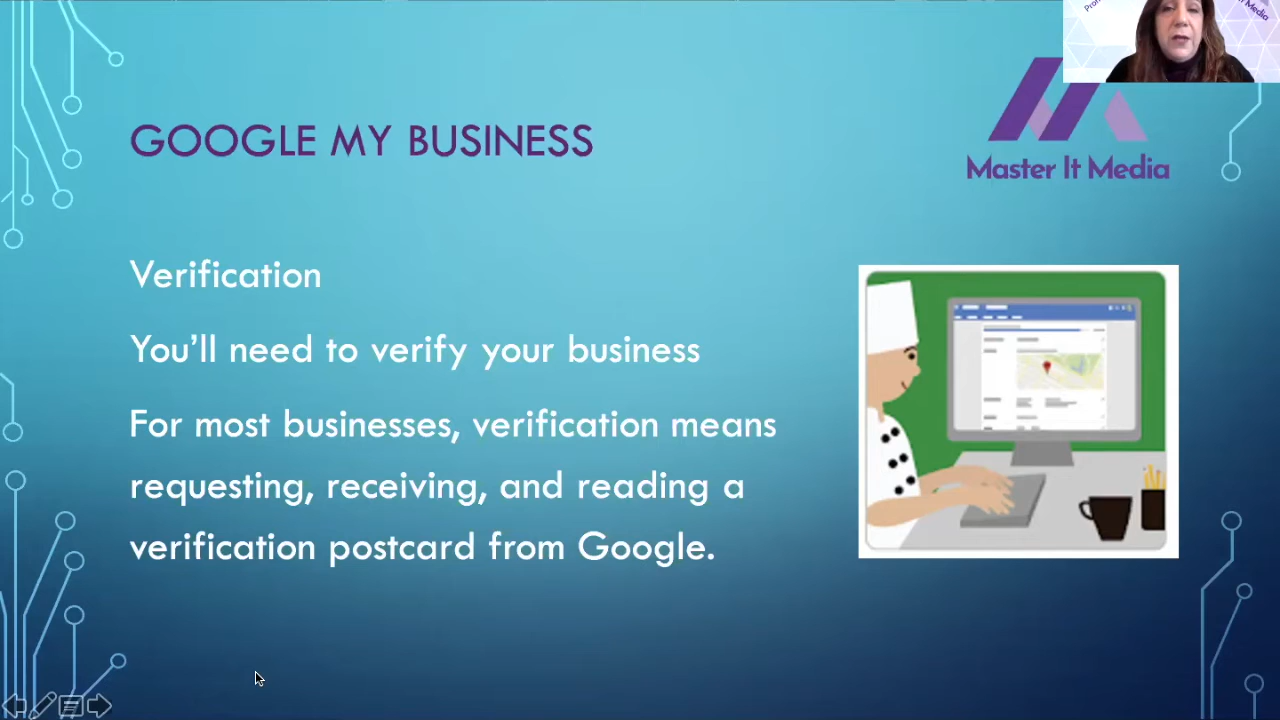 GOOGLE MY BUSINESS
Master It Media
Verification
You'll need to verify your business
For most businesses, verification means
requesting, receiving, and reading a
verification postcard from Google.